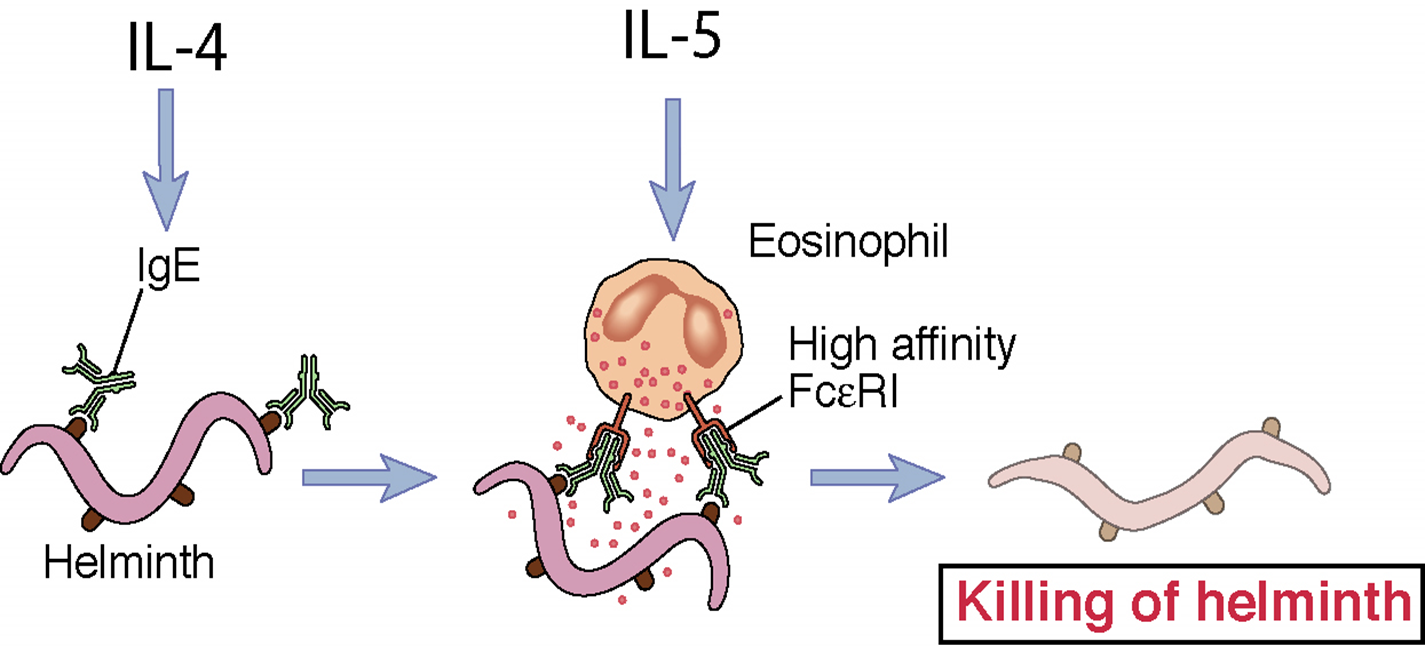 IL-4
IL-5
IgE
Eosinophil
High affinity
FcεRI
Helminth
Killing of helminth